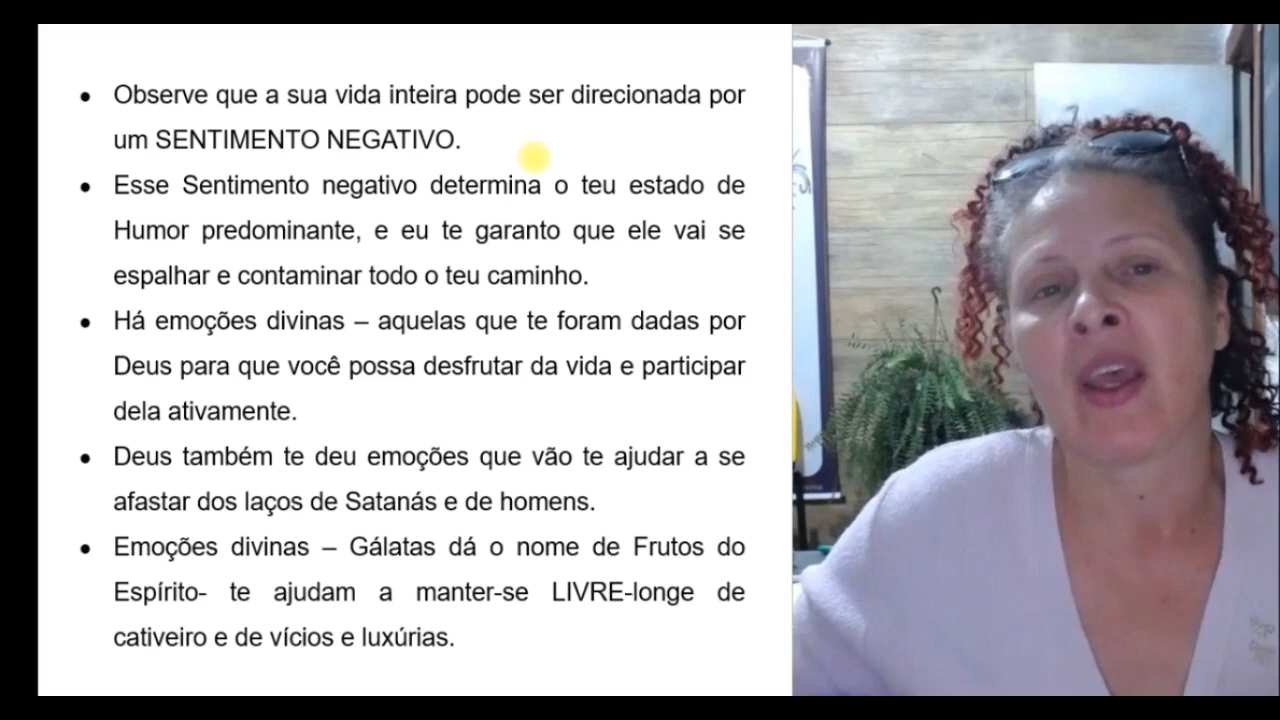 Observe que a sua vida inteira pode ser direcionada por
um SENTIMENTO NEGATIVO.
Esse Sentimento negativo determina o teu estado de
Humor predominante, e eu te garanto que ele vai se
espalhar e contaminar todo o teu caminho.
Há emoções divinas – aquelas que te foram dadas por
Deus para que você possa desfrutar da vida e participar
dela ativamente.
Deus também te deu emoções que vão te ajudar a se
afastar dos laços de Satanás e de homens.
Emoções divinas – Gálatas dá o nome de Frutos do
Espírito- te ajudam a manter-se LIVRE-longe de
cativeiro e de vícios e luxúrias.